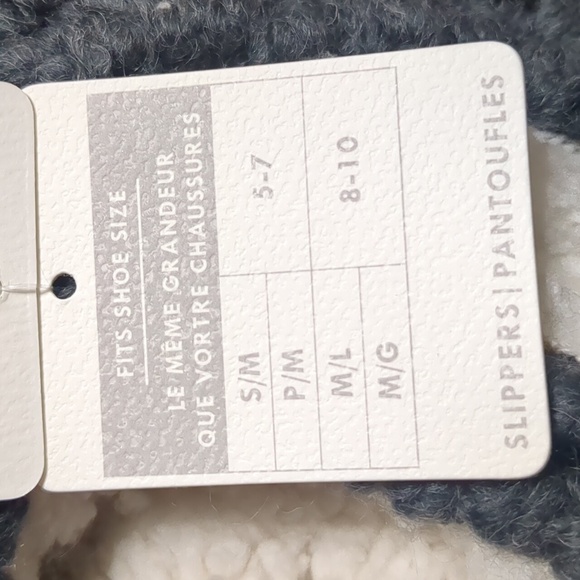 FITS SHOE SIZE
LE MÊME GRANDEUR
QUE VORTRE CHAUSSURES
S/M
P/M
5-7
M/L
M/G
8-10
SLIPPERS | PANTOUFLES